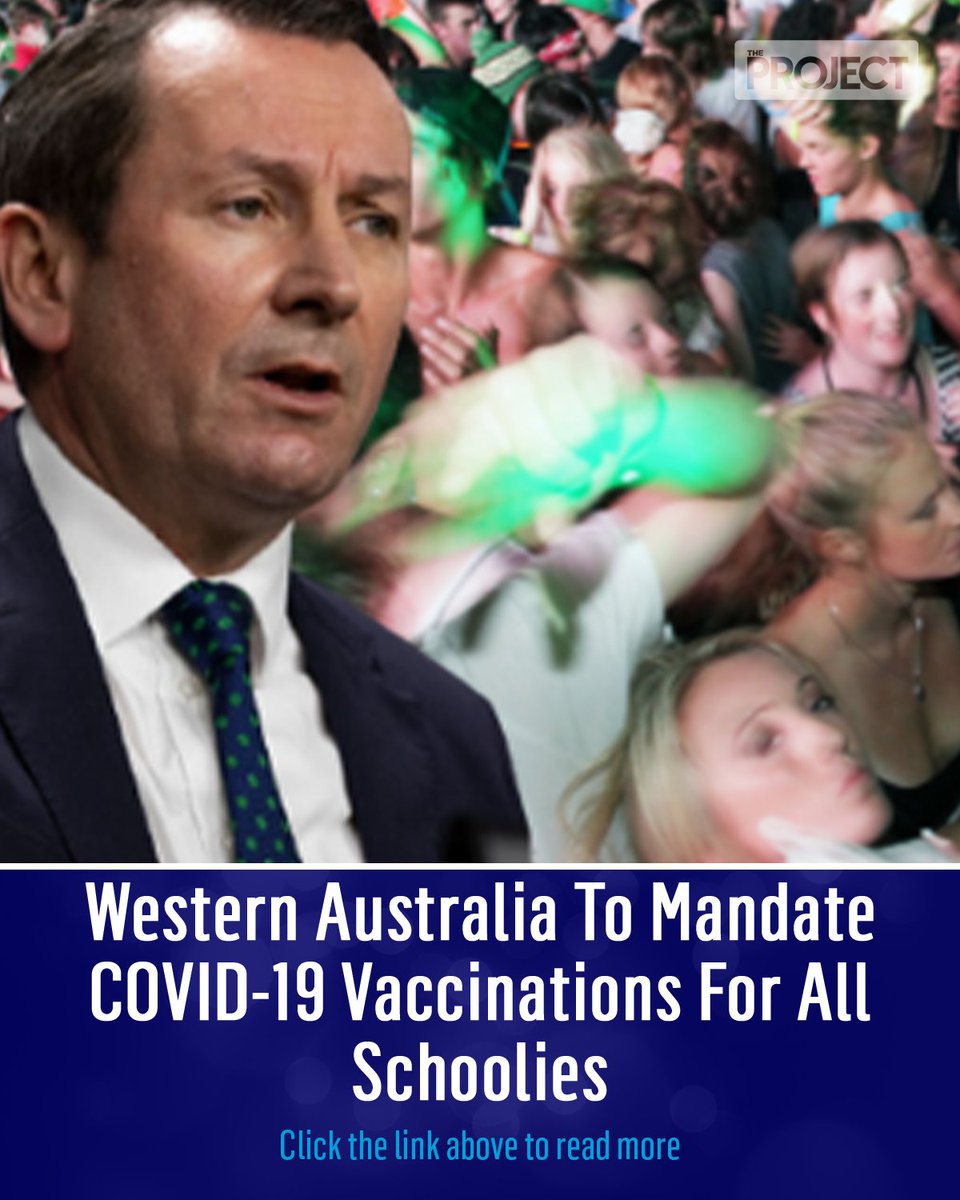 THE
PROJECT
Western Australia To Mandate
COVID-19 Vaccinations For All
Schoolies
Click the link above to read more